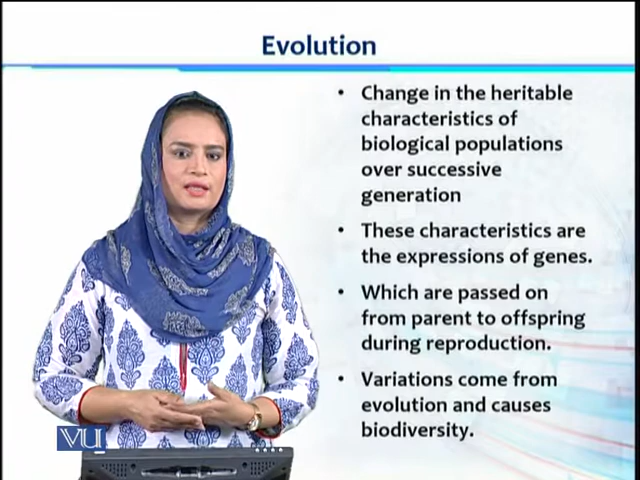 Evolution
• Change in the heritable
characteristics of
biological populations
over successive
generation
• These characteristics are
the expressions of genes.
• Which are passed on
from parent to offspring
during reproduction.
• Variations come from
evolution and causes
biodiversity.
VU